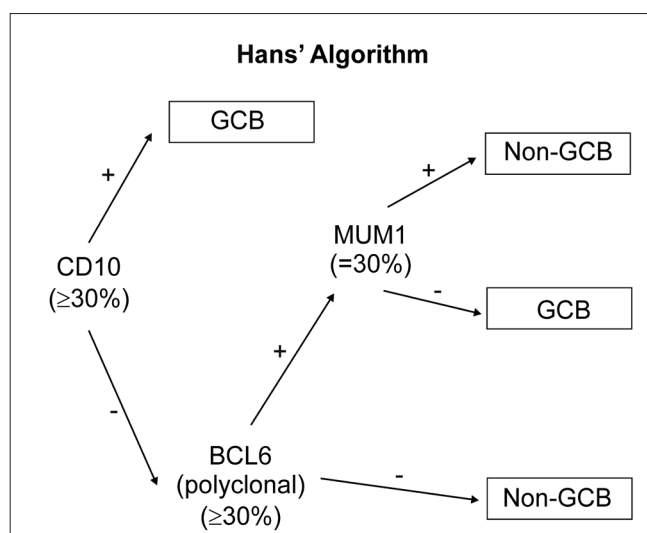 Hans' Algorithm
GCB
+
Non-GCB
+
MUM1
(=30%)
CD10
(≥30%)
-
GCB
+
-
BCL6
(polyclonal)
(≥30%)
-
Non-GCB